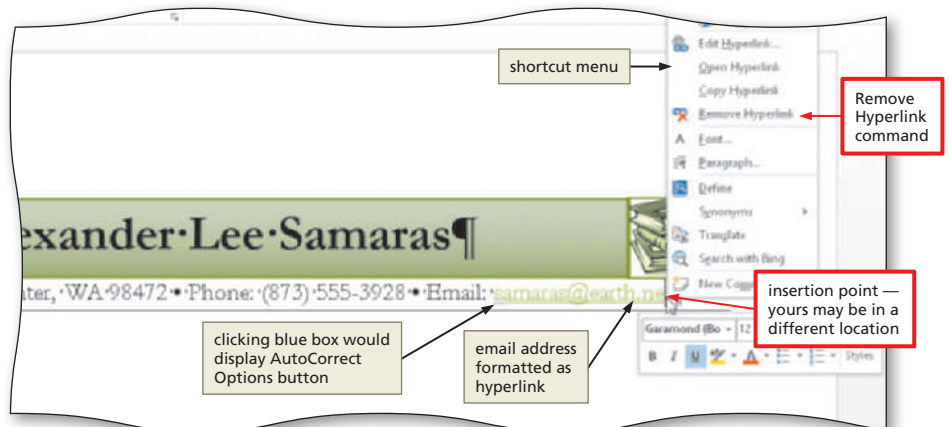 Edit Hyperlink...
shortcut menu
Open Hyperlink
Copy Hyperlink
Remove Hyperlink
Remove
Hyperlink
command
A Font...
Paragraph...
Define
Synonyms
Translate
Search with Bing
exander·Lee·Samaras¶
New
ter,·WA·98472·•·Phone:·(873)·555-3928·•·Email:·samaras@earth.ne
insertion point —
yours may be in a
different location
clicking blue box would
display AutoCorrect
Options button
email address
formatted as
hyperlink
Garamond (Bo 12
B I U A Styles